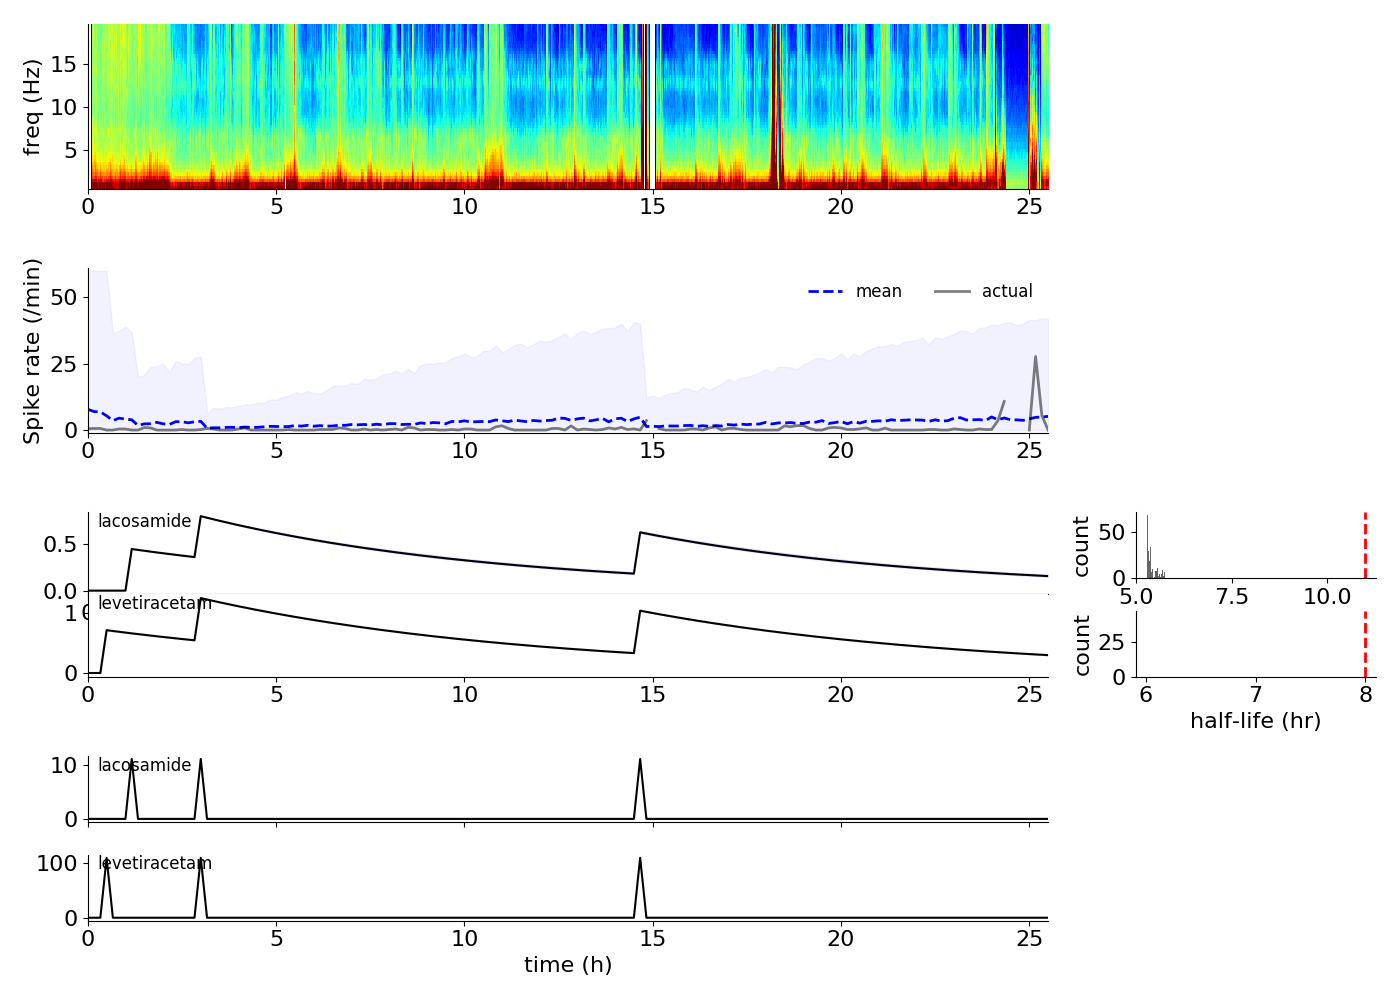 freq (Hz)
15
10
5
0 5 10 15 20 25
Spike rate (/min)
50
25
0
mean actual
0 5 10 15 20 25
lacosamide
0.5
0.0
count
50
0
5.0 7.5 10.0
levetiracetam
1
0
0 5 10 15 20 25
count
25
0
6 7 8
half-life (hr)
lacosamide
10
0
levetiracetam
100
0
0 5 10 15 20 25
time (h)